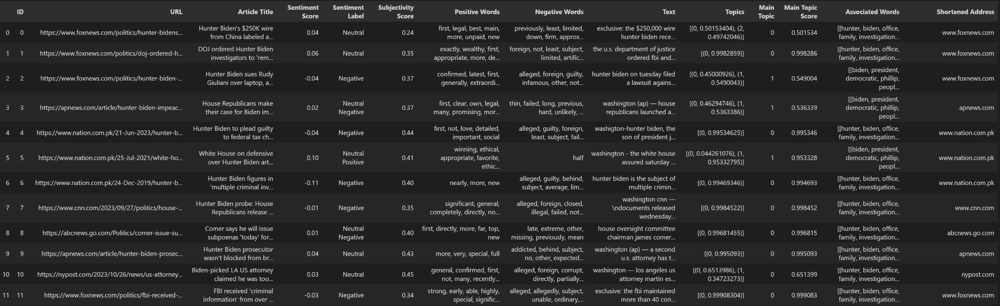 ID URL Article Title Sentiment Score Sentiment Label Subjectivity Score Positive Words Negative Words Text Topics Main Topic Main Topic Score Associated Words Shortened Address
0 0 https://www.foxnews.com/politics/hunter-bidens... Hunter Biden's $250K wire from China labeled a... 0.04 Neutral 0.24 first, legal, best, main, more, unpaid, new previously, least, limited, down, firm, approx... exclusive: the $250,000 wire hunter biden rece... [(0, 0.50153404), (2, 0.49742046)] 0 0.501534 [[hunter, biden, office, family, investigation... www.foxnews.com
1 1 https://www.foxnews.com/politics/doj-ordered-h... DOJ ordered Hunter Biden investigators to 'rem... 0.06 Neutral 0.35 exactly, wealthy, first, appropriate, more, de... foreign, not, least, subject, limited, artific... the u.s. department of justice ordered fbi and... [(0, 0.9982859)] 0 0.998286 [[hunter, biden, office, family, investigation... www.foxnews.com
2 2 https://www.foxnews.com/politics/hunter-biden-... Hunter Biden sues Rudy Giuliani over laptop, a... -0.04 Negative 0.37 confirmed, latest, first, generally, extraordi... alleged, foreign, guilty, infamous, other, not... hunter biden on tuesday filed a lawsuit agains... [(0, 0.45000926), (1, 0.5490043)] 1 0.549004 [[biden, president, democratic, phillip, peopl... www.foxnews.com
3 3 https://apnews.com/article/hunter-biden-impeac... House Republicans make their case for Biden im... 0.02 Neutral Negative 0.37 first, clear, own, legal, many, promising, mor... thin, failed, long, previous, hard, unlikely, ... washington (ap) — house republicans launched a... [(0, 0.46294746), (1, 0.5363386)] 1 0.536339 [[biden, president, democratic, phillip, peopl... apnews.com
4 4 https://www.nation.com.pk/21-Jun-2023/hunter-b... Hunter Biden to plead guilty to federal tax ch... -0.04 Negative 0.44 first, not, love, detailed, important, social alleged, guilty, foreign, least, subject, fail... washigton-hunter biden, the son of president j... [(0, 0.99534625)] 0 0.995346 [[hunter, biden, office, family, investigation... www.nation.com.pk
5 5 https://www.nation.com.pk/25-Jul-2021/white-ho... White House on defensive over Hunter Biden art... 0.10 Neutral Positive 0.41 winning, ethical, appropriate, favorite, ethic... half washington - the white house assured saturday ... [(0, 0.044261076), (1, 0.95332795)] 1 0.953328 [[biden, president, democratic, phillip, peopl... www.nation.com.pk
6 6 https://www.nation.com.pk/24-Dec-2019/hunter-b... Hunter Biden figures in ‘multiple criminal inv... -0.11 Negative 0.40 nearly, more, new alleged, guilty, behind, subject, average, lim... hunter biden is the subject of multiple crimin... [(0, 0.99469346)] 0 0.994693 [[hunter, biden, office, family, investigation... www.nation.com.pk
7 7 https://www.cnn.com/2023/09/27/politics/house-... Hunter Biden probe: House Republicans release ... -0.01 Negative 0.35 significant, general, completely, directly, no... alleged, foreign, closed, illegal, failed, not... washington cnn — \ndocuments released wednesday... [(0, 0.9984522)] 0 0.998452 [[hunter, biden, office, family, investigation... www.cnn.com
8 8 https://abcnews.go.com/Politics/comer-issue-su... Comer says he will issue subpoenas 'today' for... 0.01 Neutral Negative 0.40 first, directly, more, far, top, new late, extreme, other, missing, previously, mean house oversight committee chairman james comer... [(0, 0.99681455)] 0 0.996815 [[hunter, biden, office, family, investigation... abcnews.go.com
9 9 https://apnews.com/article/hunter-biden-prosec... Hunter Biden prosecutor wasn’t blocked from br... 0.04 Neutral 0.43 more, very, special, full addicted, behind, subject, no, other, expected... washington (ap) — a second u.s. attorney has t... [(0, 0.995093)] 0 0.995093 [[hunter, biden, office, family, investigation... apnews.com
10 10 https://nypost.com/2023/10/26/news/us-attorney... Biden-picked LA US attorney claimed he was too... 0.03 Neutral 0.45 general, confirmed, first, not, many, recently... alleged, foreign, corrupt, directly, partially... washington — los angeles us attorney martin es... [(0, 0.6513986), (1, 0.34723273)] 0 0.651399 [[hunter, biden, office, family, investigation... nypost.com
11 11 https://www.foxnews.com/politics/fbi-received-... FBI received 'criminal information' from over ... -0.03 Negative 0.34 strong, early, able, highly, special, signific... alleged, allegedly, subject, unable, ordinary,... exclusive: the fbi maintained more than 40 con... [(0, 0.99908304)] 0 0.999083 [[hunter, biden, office, family, investigation... www.foxnews.com